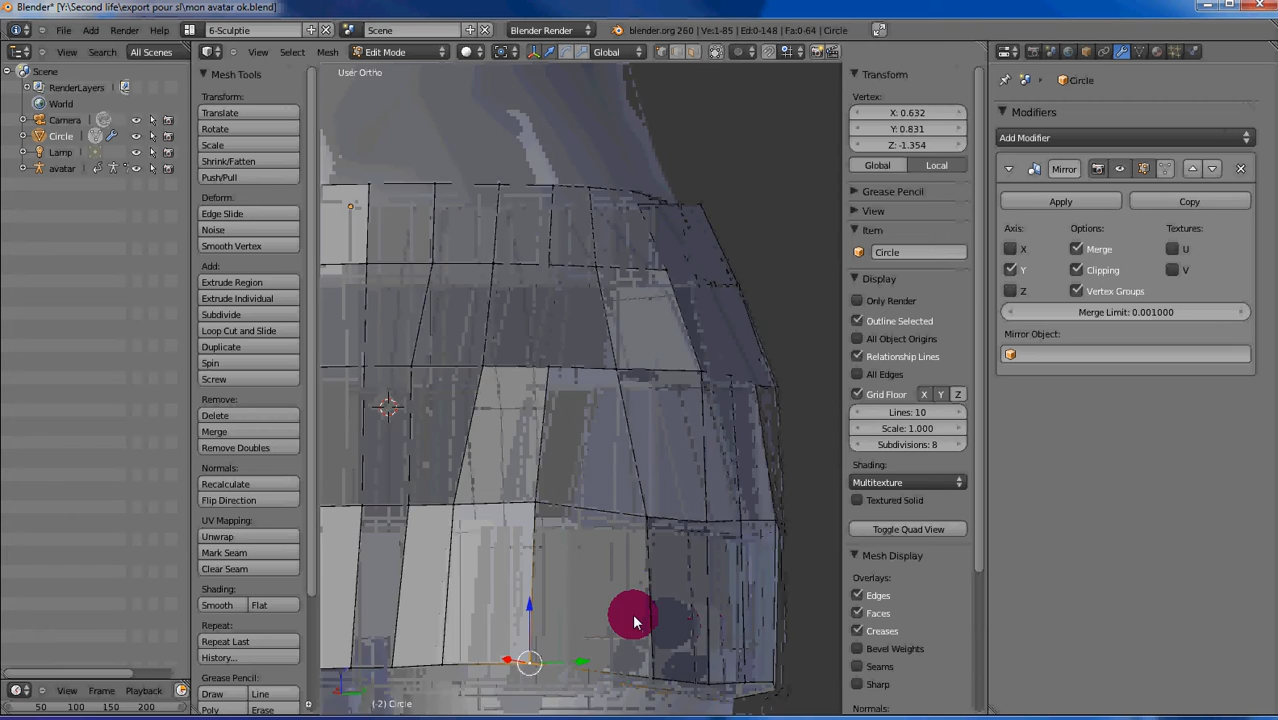 Blender* [Y:\Second life\export pour sl\mon avatar ok.blend]
File Add Render Help 6-Sculptie Scene Blender Render blender.org 260 | Ve:1-85 | Ed:0-148 | Fa:0-64 | Circle
View Search All Scenes View Select Mesh Edit Mode Global
Scene
RenderLayers
World
Camera
Circle
Lamp
avatar
Mesh Tools
Transform:
Translate
Rotate
Scale
Shrink/Fatten
Push/Pull
Deform:
Edge Slide
Noise
Smooth Vertex
Add:
Extrude Region
Extrude Individual
Subdivide
Loop Cut and Slide
Duplicate
Spin
Screw
Remove:
Delete
Merge
Remove Doubles
Normals:
Recalculate
Flip Direction
UV Mapping:
Unwrap
Mark Seam
Clear Seam
Shading:
Smooth Flat
Repeat:
Repeat Last
History...
Grease Pencil:
Draw Line
Poly Erase
User Ortho
(-2) Circle
Transform
Vertex:
X: 0.632
Y: 0.831
Z: -1.354
Global Local
Grease Pencil
View
Item
Circle
Display
Only Render
Outline Selected
All Object Origins
Relationship Lines
All Edges
Grid Floor X Y Z
Lines: 10
Scale: 1.000
Subdivisions: 8
Shading:
Multitexture
Textured Solid
Toggle Quad View
Mesh Display
Overlays:
Edges
Faces
Creases
Bevel Weights
Seams
Sharp
Normals:
Circle
Modifiers
Add Modifier
Mirror
Apply Copy
Axis: Options: Textures:
X Merge U
Y Clipping V
Z Vertex Groups
Merge Limit: 0.001000
Mirror Object:
View Frame Playback
50 100 150 200